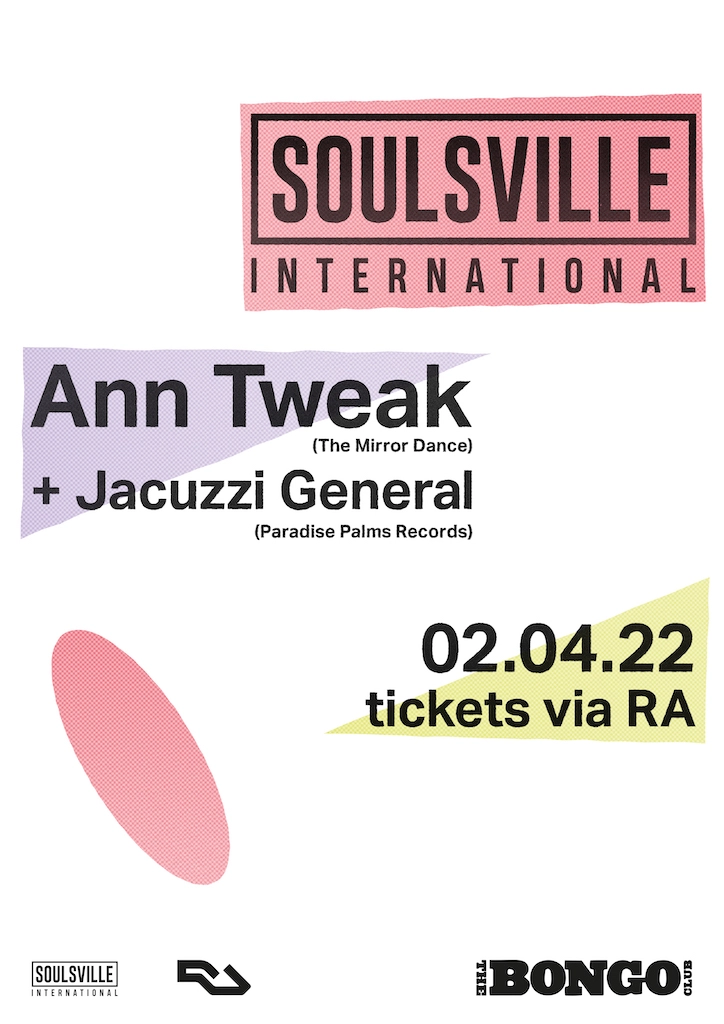 SOULSVILLE
INTERNATIONAL
Ann Tweak
(The Mirror Dance)
+ Jacuzzi General
(Paradise Palms Records)
02.04.22
tickets via RA
SOULSVILLE
INTERNATIONAL
THE BONGO CLUB